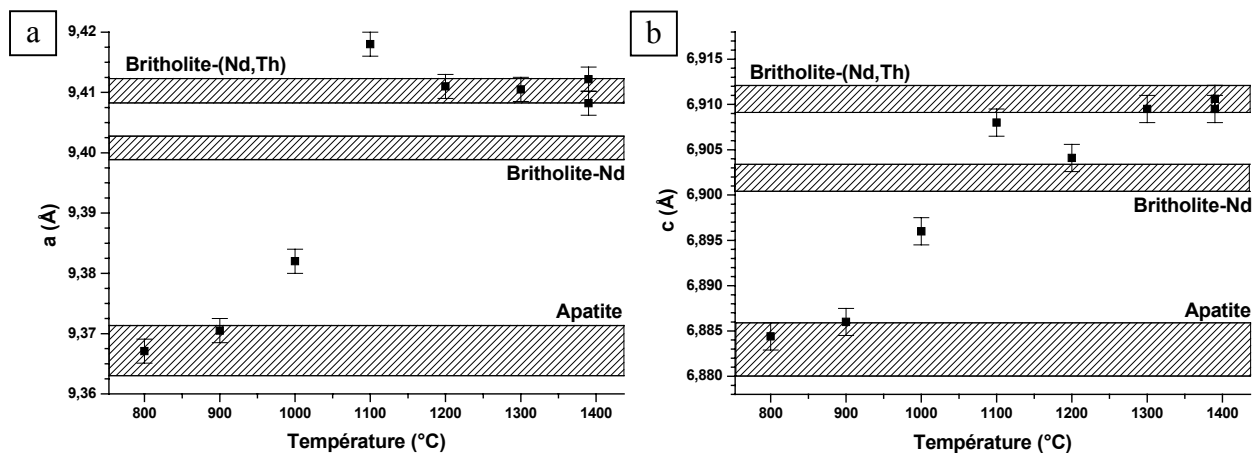 a
9,42
9,41
9,40
9,39
9,38
9,37
9,36
a (Å)
Britholite-(Nd,Th)
Britholite-Nd
Apatite
800 900 1000 1100 1200 1300 1400
Température (°C)
b
6,915
6,910
6,905
6,900
6,895
6,890
6,885
6,880
c (Å)
Britholite-(Nd,Th)
Britholite-Nd
Apatite
800 900 1000 1100 1200 1300 1400
Température (°C)